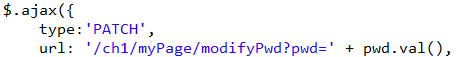 $.ajax({
type:'PATCH',
url: '/ch1/myPage/modifyPwd?pwd=' + pwd.val(),